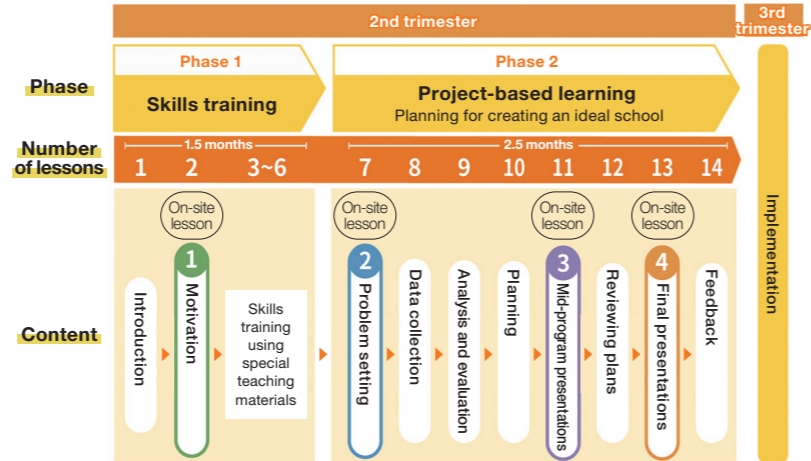 2nd trimester
3rd
trimester
Phase
Phase 1
Skills training
Phase 2
Project-based learning
Planning for creating an ideal school
Number
of lessons
1.5 months
2.5 months
1 2 3~6 7 8 9 10 11 12 13 14
Content
On-site
lesson
On-site
lesson
On-site
lesson
On-site
lesson
Introduction
1
Motivation
Skills
training
using
special
teaching
materials
2
Problem setting
Data collection
Analysis and evaluation
Planning
3
Mid-program presentations
Reviewing plans
4
Final presentations
Feedback
Implementation